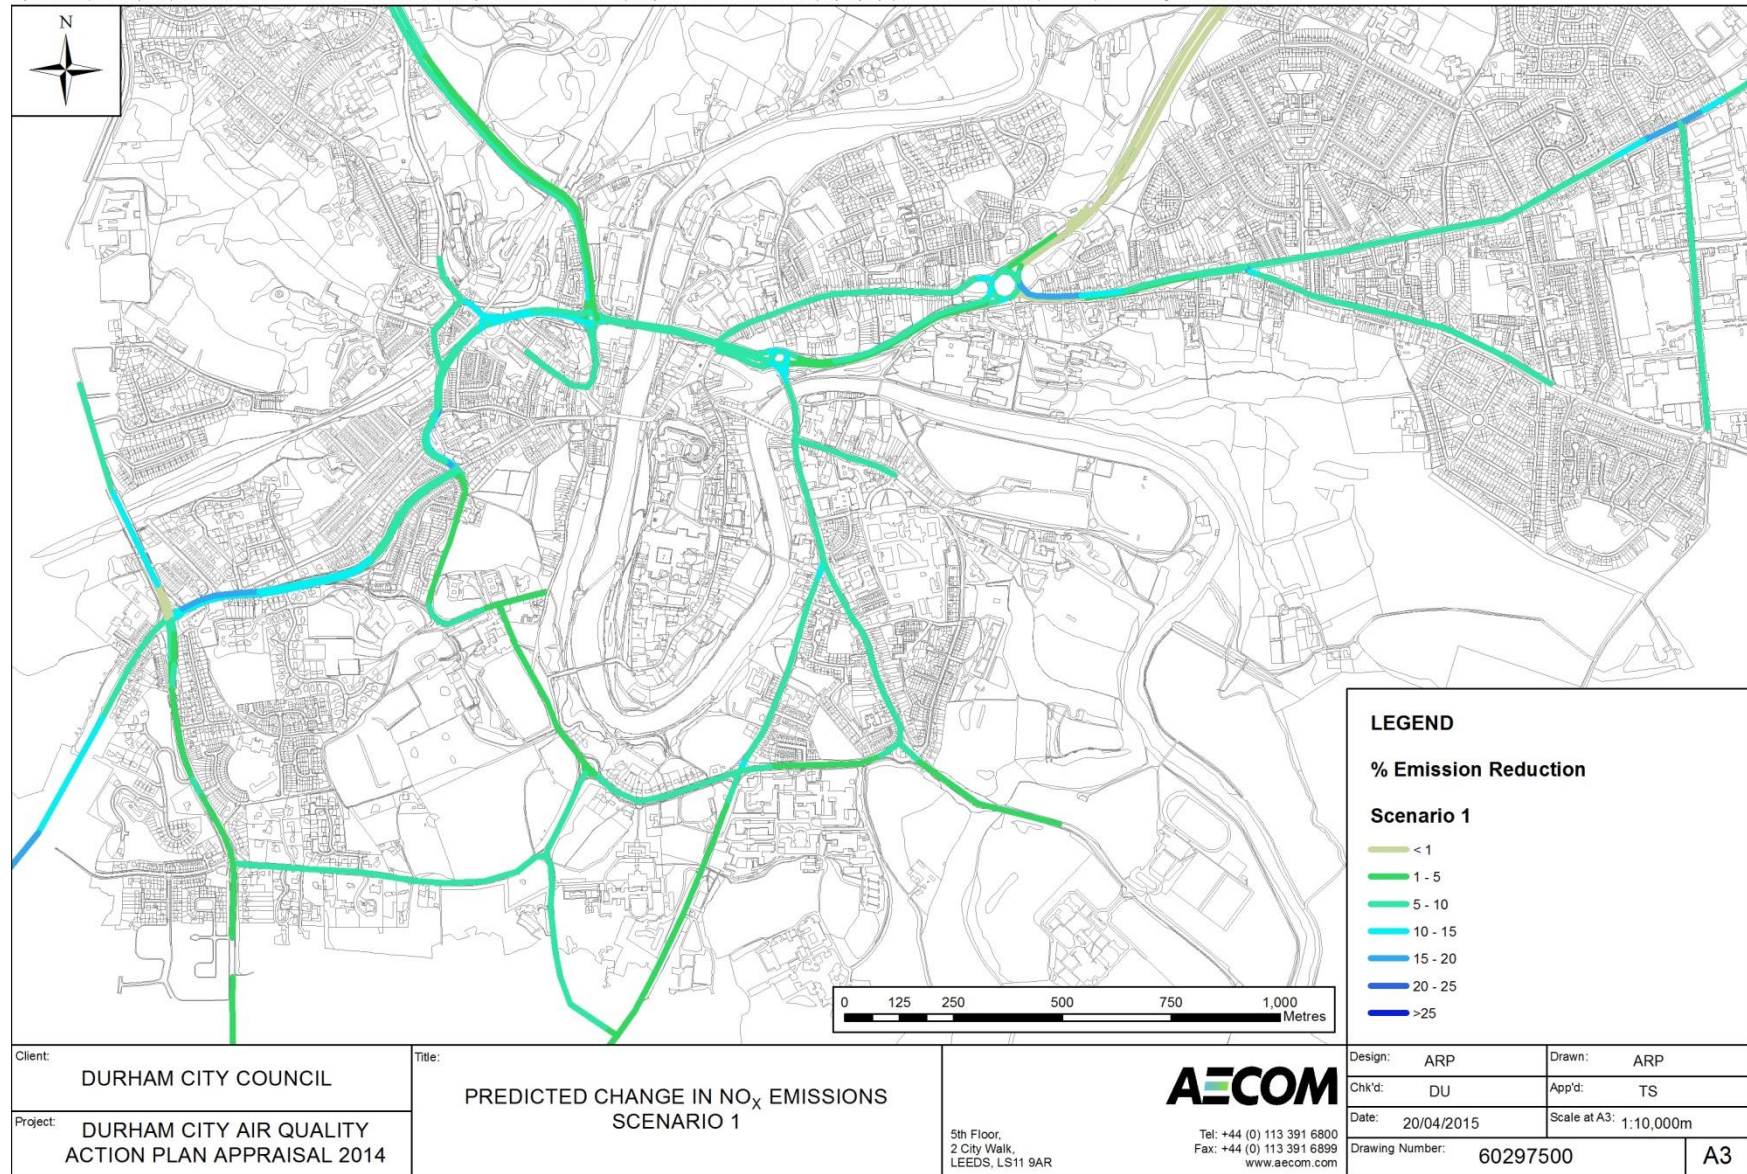 N
LEGEND
% Emission Reduction
Scenario 1
< 1
1 - 5
5 - 10
10 - 15
15 - 20
20 - 25
>25
0 125 250 500 750 1,000
Metres
Client:
DURHAM CITY COUNCIL
Project:
DURHAM CITY AIR QUALITY
ACTION PLAN APPRAISAL 2014
Title:
PREDICTED CHANGE IN NOX EMISSIONS
SCENARIO 1
AECOM
5th Floor,
2 City Walk,
LEEDS, LS11 9AR
Tel: +44 (0) 113 391 6800
Fax: +44 (0) 113 391 6899
www.aecom.com
Design: ARP
Drawn: ARP
Chk'd: DU
App'd: TS
Date: 20/04/2015
Scale at A3: 1:10,000m
Drawing Number: 60297500
A3